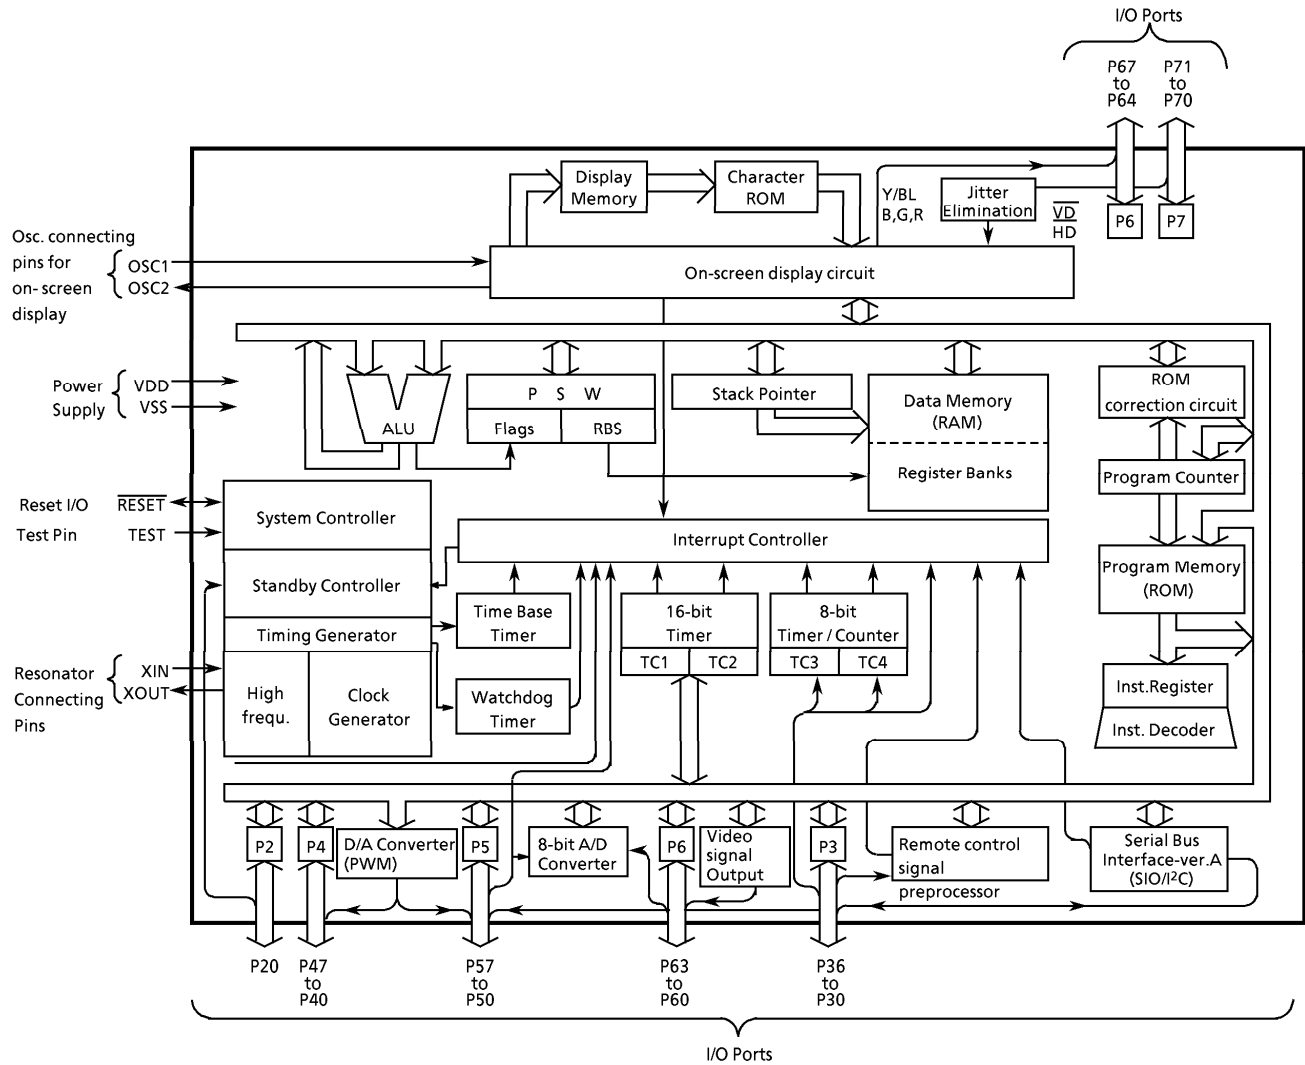 I/O Ports
P67 to P64
P71 to P70
Display Memory
Character ROM
Y/BL
B,G,R
Jitter Elimination
VD
HD
P6
P7
Osc. connecting pins for on- screen display
OSC1
OSC2
On-screen display circuit
Power Supply
VDD
VSS
ALU
P S W
Flags
RBS
Stack Pointer
Data Memory (RAM)
Register Banks
ROM correction circuit
Program Counter
Program Memory (ROM)
Inst.Register
Inst. Decoder
Reset I/O
RESET
Test Pin
TEST
System Controller
Standby Controller
Timing Generator
High frequ.
Clock Generator
Resonator Connecting Pins
XIN
XOUT
Interrupt Controller
Time Base Timer
Watchdog Timer
16-bit Timer
TC1
TC2
8-bit Timer / Counter
TC3
TC4
P2
P4
D/A Converter (PWM)
P5
8-bit A/D Converter
P6
Video signal Output
P3
Remote control signal preprocessor
Serial Bus Interface-ver.A (SIO/I²C)
P20
P47 to P40
P57 to P50
P63 to P60
P36 to P30
I/O Ports